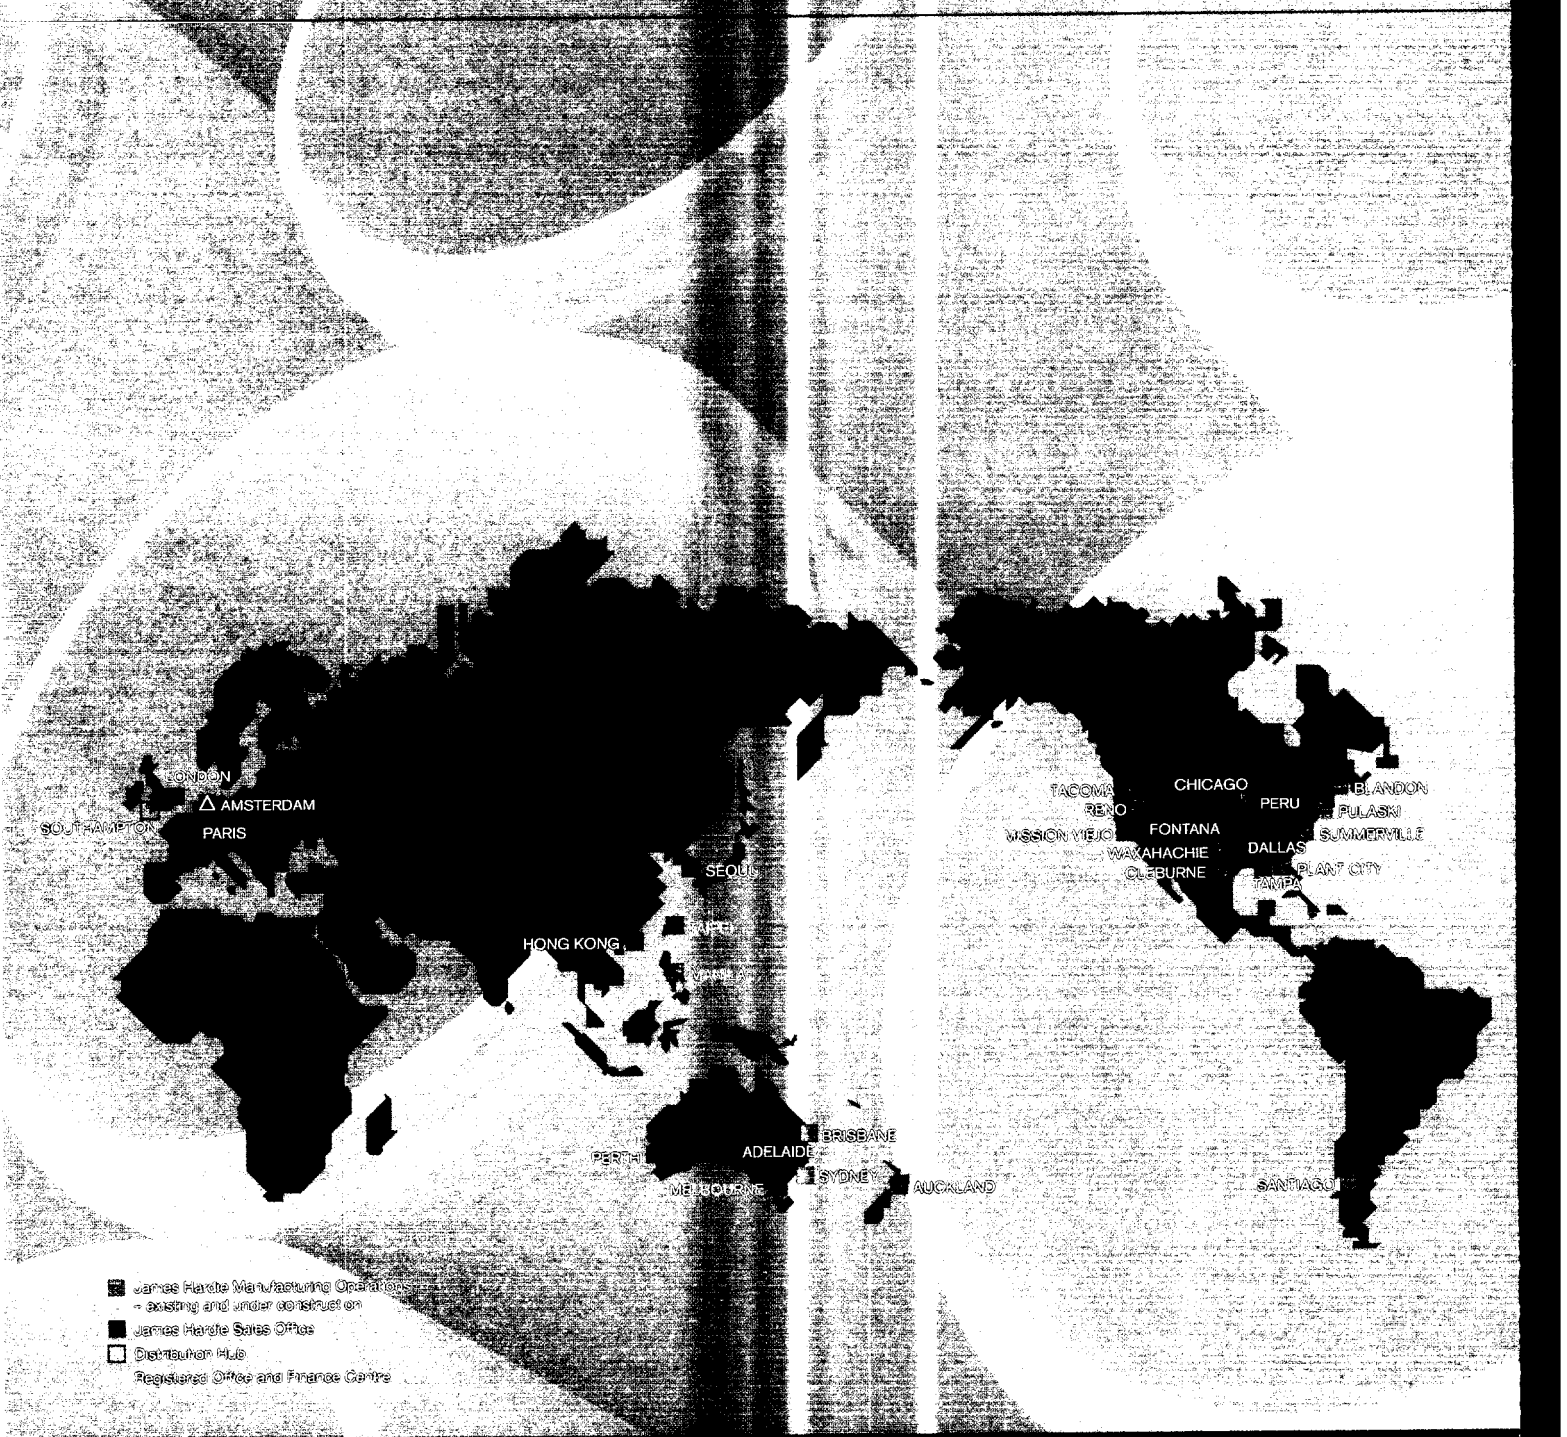 LONDON
AMSTERDAM
SOUTHAMPTON
PARIS
SEOUL
TAIPEI
HONG KONG
MANILA
PERTH
ADELAIDE
BRISBANE
SYDNEY
MELBOURNE
AUCKLAND
TACOMA
CHICAGO
BLANDON
RENO
PERU
PULASKI
MISSION VIEJO
FONTANA
SUMMERVILLE
WAXAHACHIE
DALLAS
CLEBURNE
PLANT CITY
TAMPA
SANTIAGO
James Hardie Manufacturing Operations
- existing and under construction
James Hardie Sales Office
Distribution Hub
Registered Office and Finance Centre